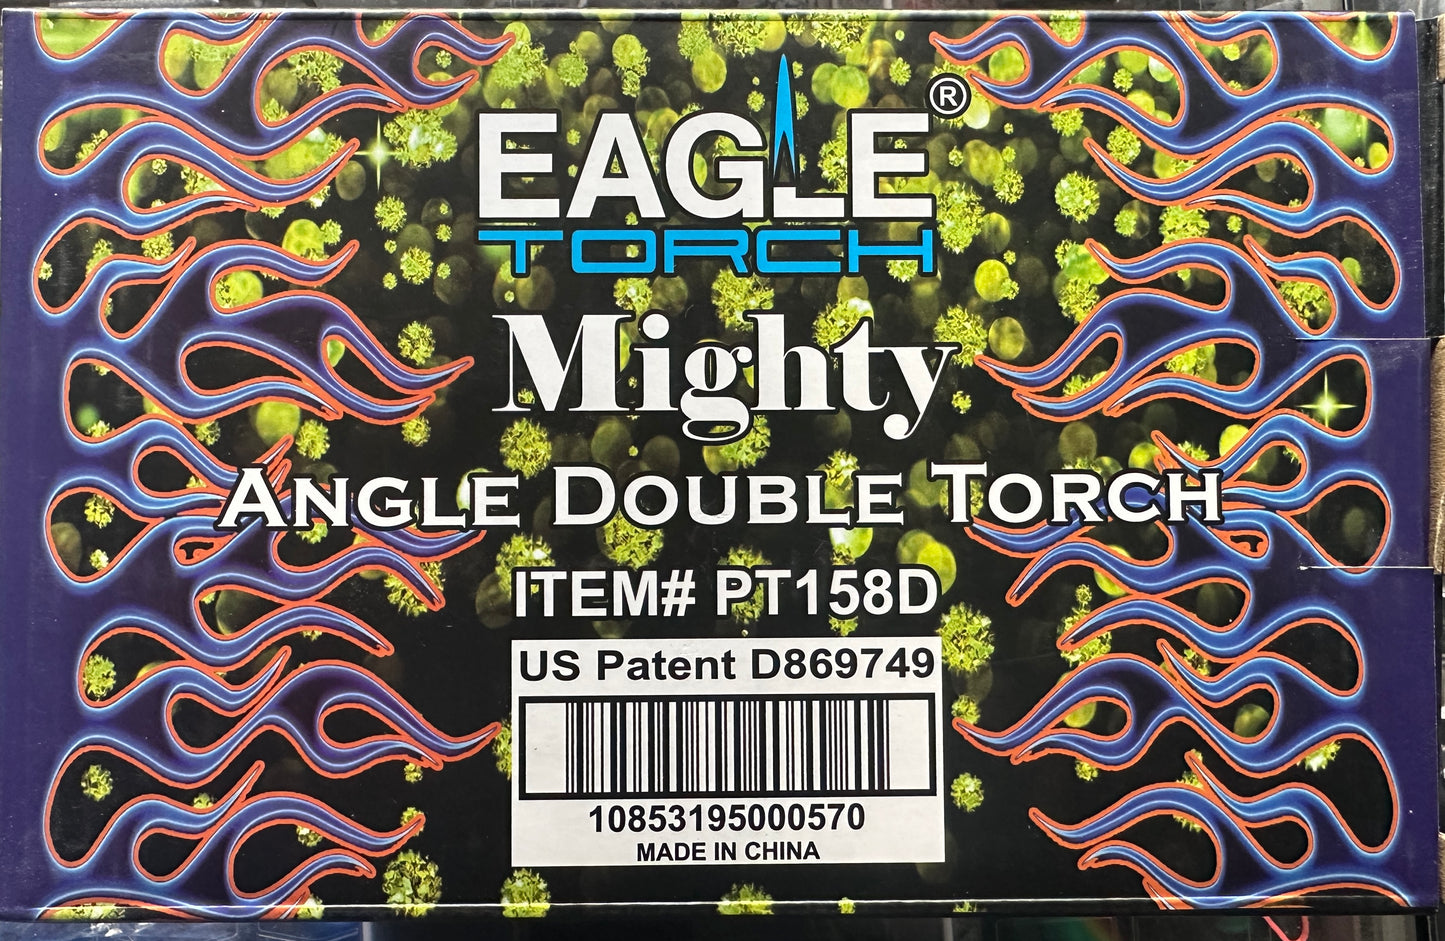 EAGLE®
TORCH
Mighty
ANGLE DOUBLE TORCH
ITEM# PT158D
US Patent D869749
10853195000570
MADE IN CHINA